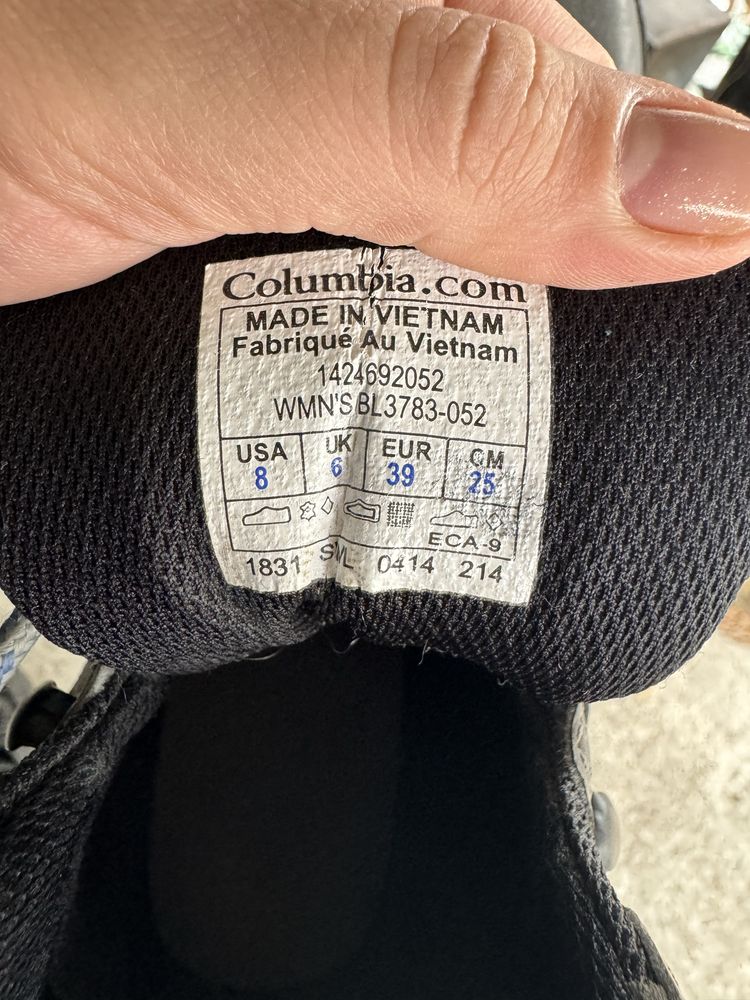 Columbia.com
MADE IN VIETNAM
Fabriqué Au Vietnam
1424692052
WMN'S BL3783-052
USA UK EUR CM
8 6 39 25
ECA-9
1831 SVL 0414 214